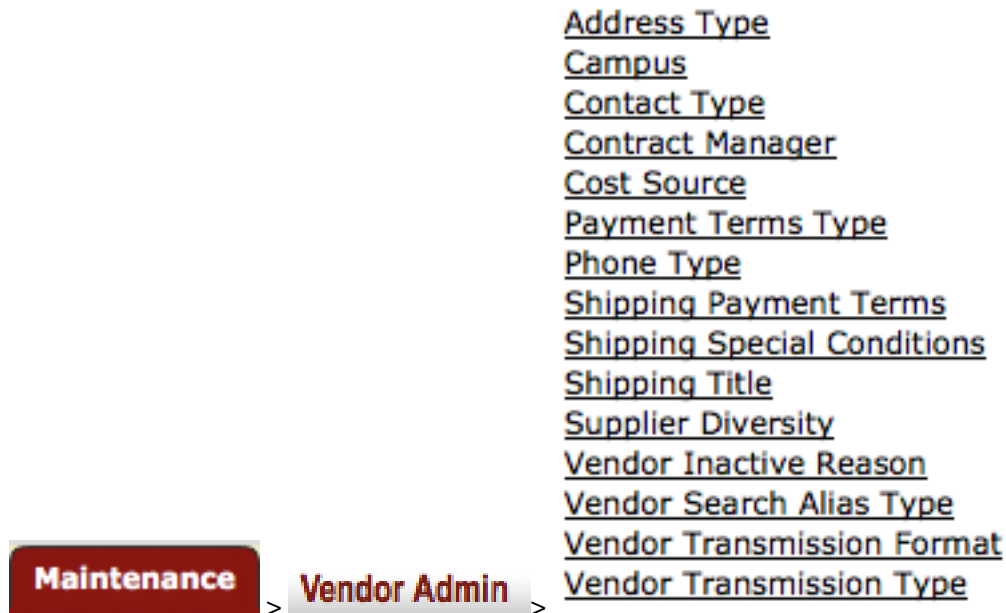 Address Type
Campus
Contact Type
Contract Manager
Cost Source
Payment Terms Type
Phone Type
Shipping Payment Terms
Shipping Special Conditions
Shipping Title
Supplier Diversity
Vendor Inactive Reason
Vendor Search Alias Type
Vendor Transmission Format
Maintenance > Vendor Admin > Vendor Transmission Type